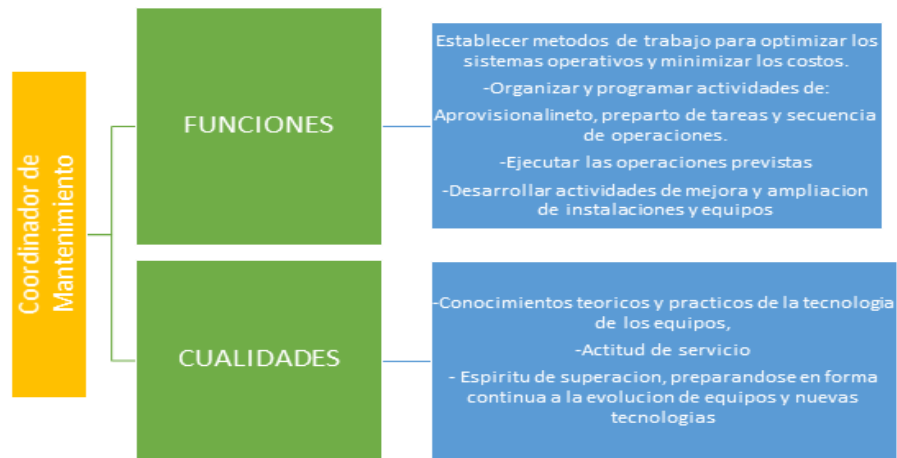 Coordinador de
Mantenimiento
FUNCIONES
Establecer metodos de trabajo para optimizar los
sistemas operativos y minimizar los costos.
-Organizar y programar actividades de:
Aprovisionalineto, preparto de tareas y secuencia
de operaciones.
-Ejecutar las operaciones previstas
-Desarrollar actividades de mejora y ampliacion
de instalaciones y equipos
CUALIDADES
-Conocimientos teoricos y practicos de la tecnologia
de los equipos,
-Actitud de servicio
- Espiritu de superacion, preparandose en forma
continua a la evolucion de equipos y nuevas
tecnologias